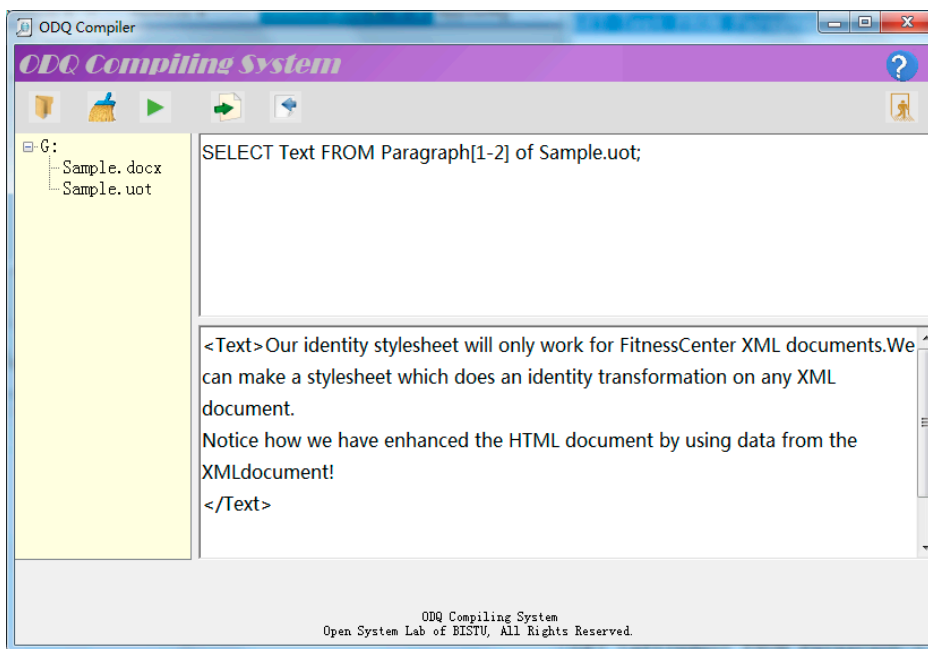 ODQ Compiler
ODQ Compiling System
G:
Sample.docx
Sample.uot
SELECT Text FROM Paragraph[1-2] of Sample.uot;
<Text>Our identity stylesheet will only work for FitnessCenter XML documents.We
can make a stylesheet which does an identity transformation on any XML
document.
Notice how we have enhanced the HTML document by using data from the
XMLdocument!
</Text>
ODQ Compiling System
Open System Lab of BISTU, All Rights Reserved.